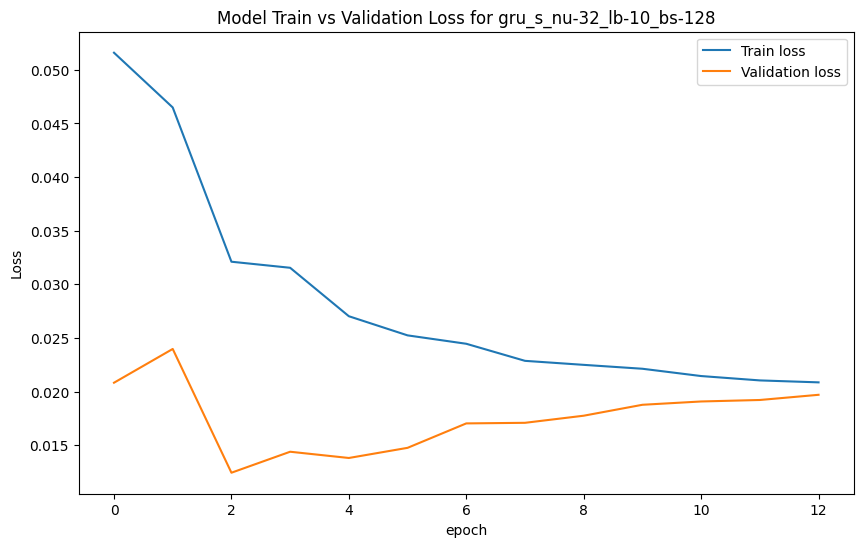 Model Train vs Validation Loss for gru_s_nu-32_lb-10_bs-128
Train loss
Validation loss
0.050
0.045
0.040
0.035
0.030
0.025
0.020
0.015
Loss
0 2 4 6 8 10 12
epoch